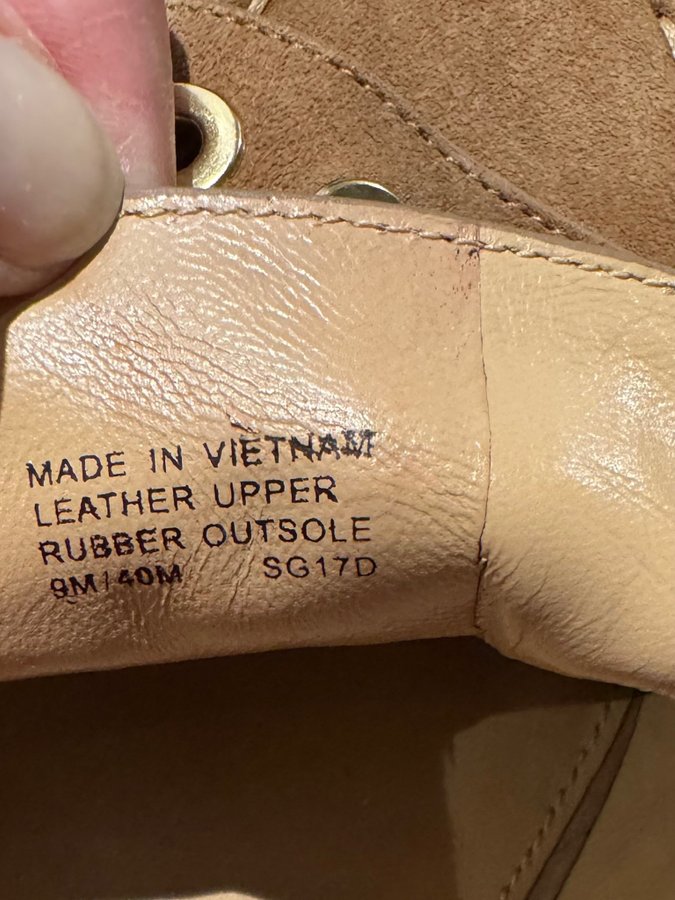 MADE IN VIETNAM
LEATHER UPPER
RUBBER OUTSOLE
9M/40M SG17D